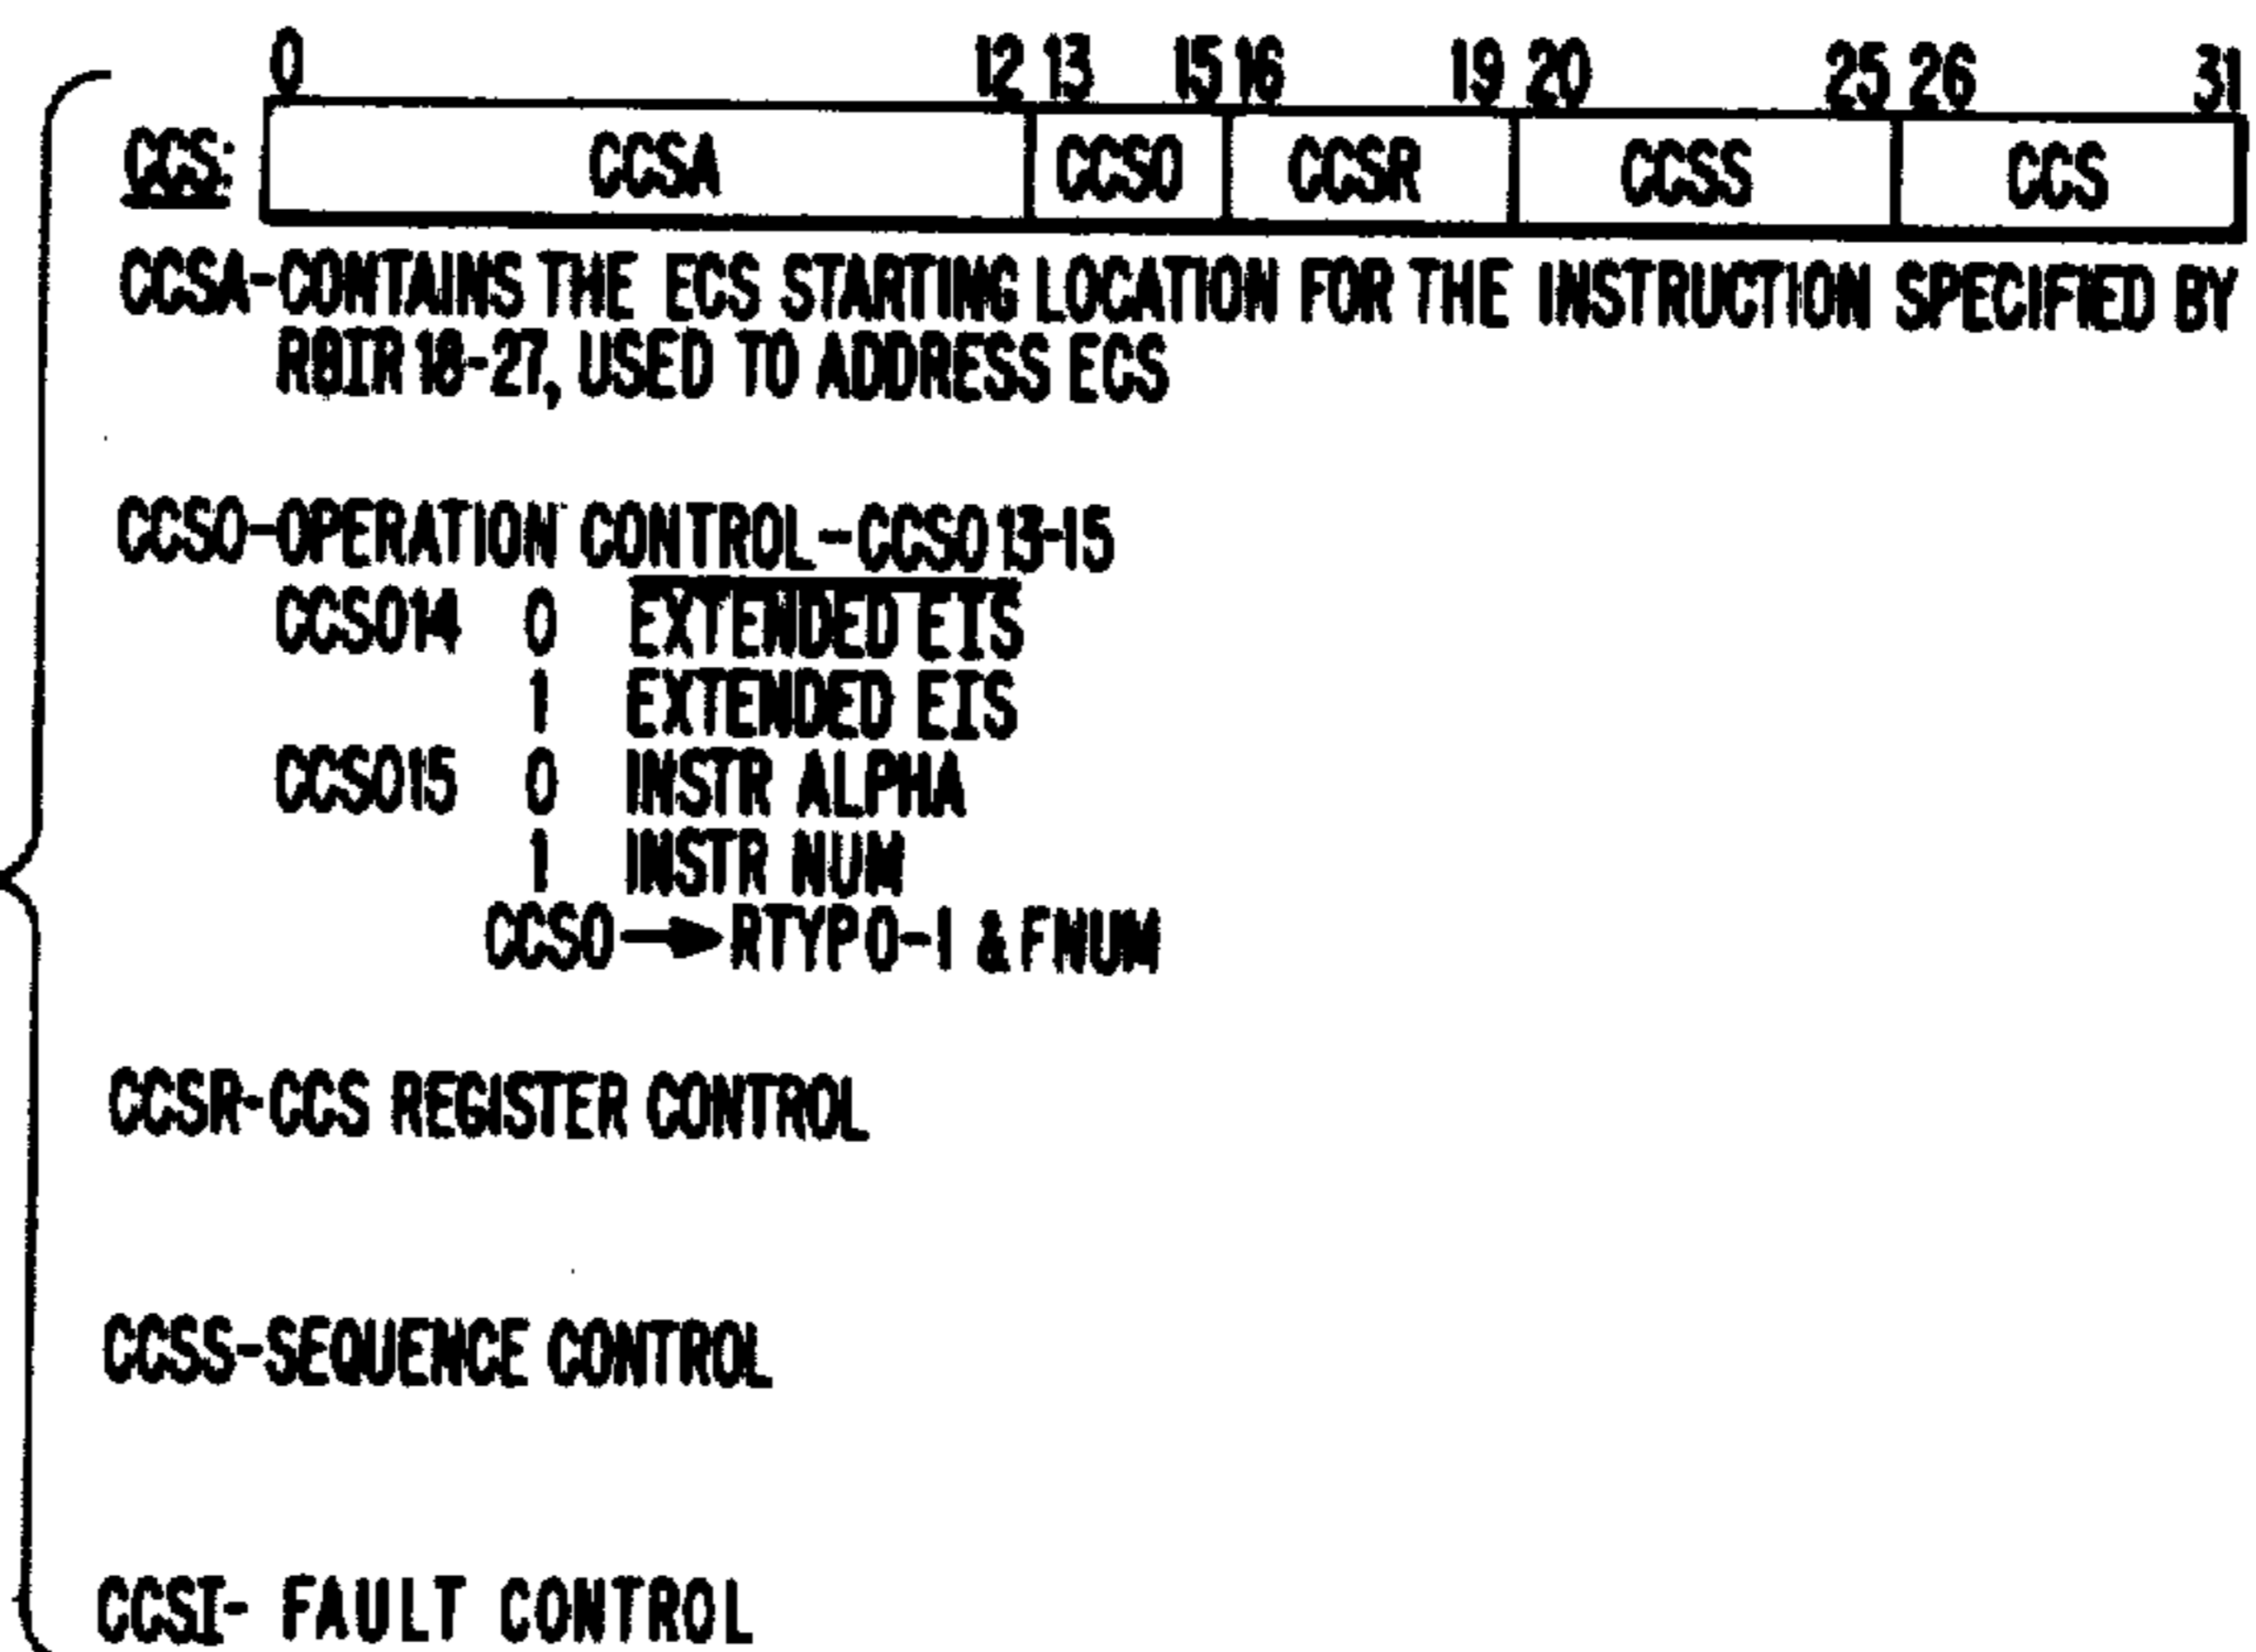 0 12 13 15 16 19 20 25 26 31
CCS: CCSA CCSO CCSR CCSS CCS
CCSA-CONTAINS THE ECS STARTING LOCATION FOR THE INSTRUCTION SPECIFIED BY
RBIR 18-27, USED TO ADDRESS ECS
CCSO-OPERATION CONTROL-CCSO 13-15
CCSO14 0 EXTENDED EIS
1 EXTENDED EIS
CCSO15 0 INSTR ALPHA
1 INSTR NUM
CCSO→RTYP 0-1 & FNUM
CCSR-CCS REGISTER CONTROL
CCSS-SEQUENCE CONTROL
CCSI- FAULT CONTROL